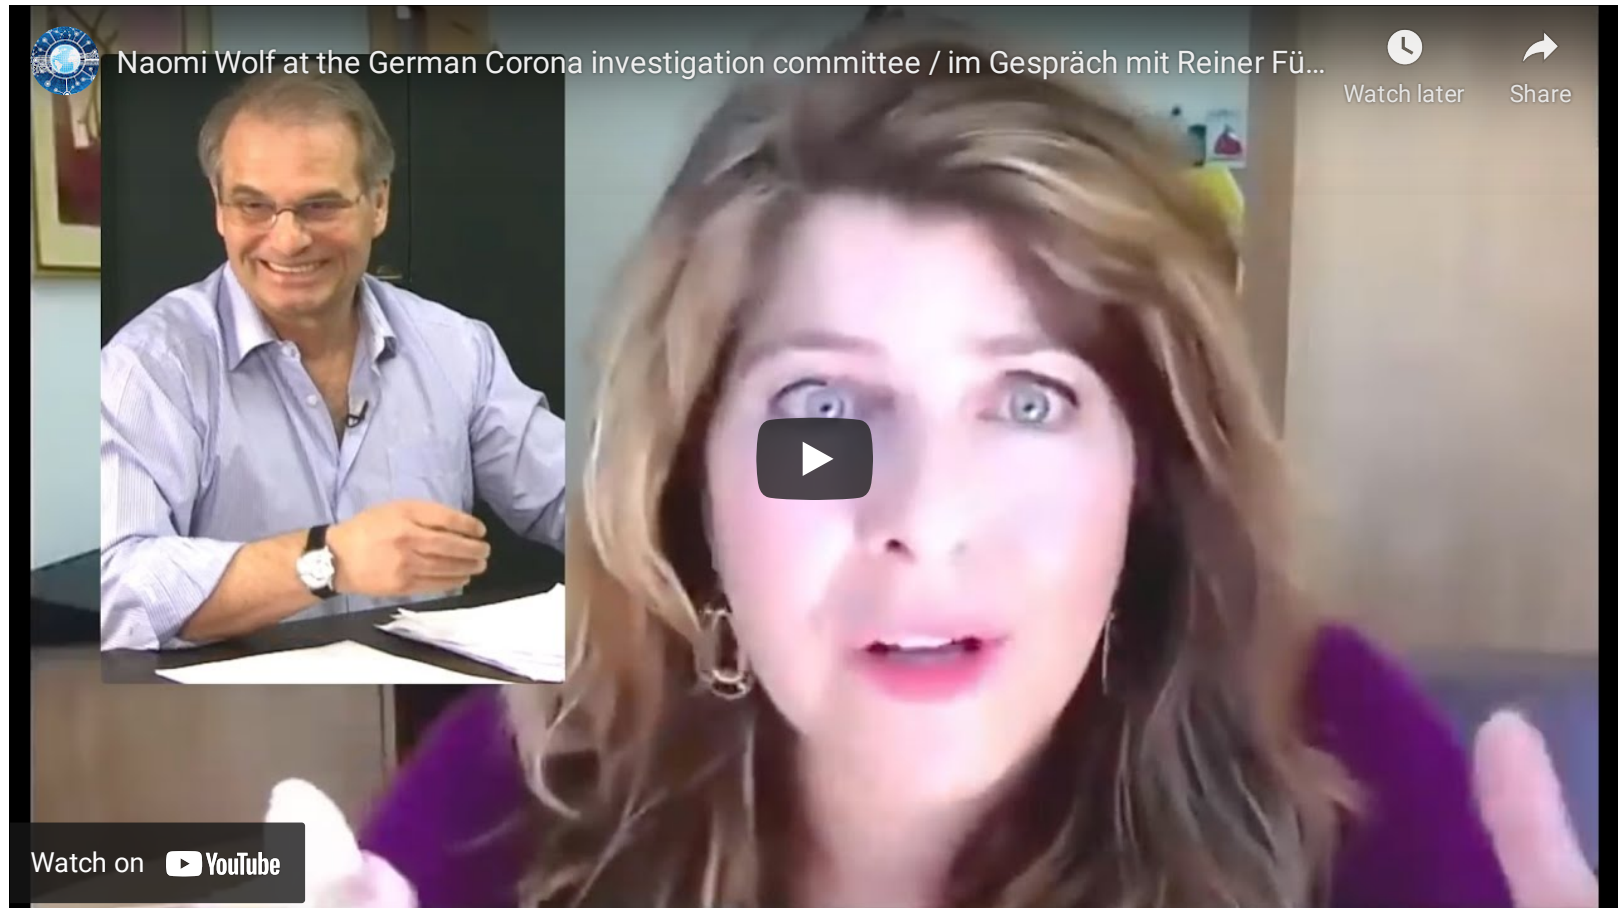 Naomi Wolf at the German Corona investigation committee / im Gespräch mit Reiner Fü...
Watch later
Share
Watch on YouTube